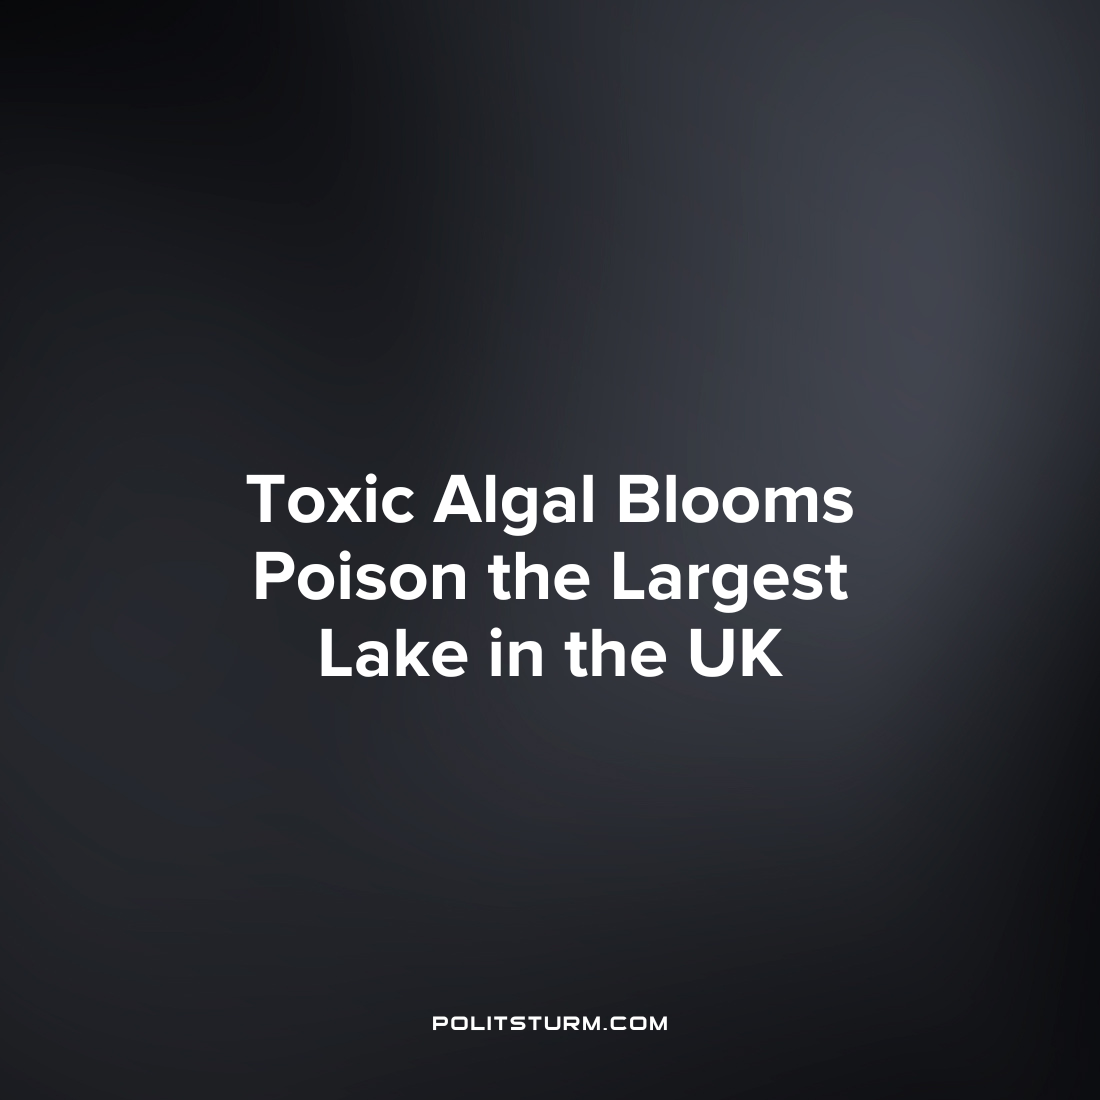 Toxic Algal Blooms
Poison the Largest
Lake in the UK
POLITSTURM.COM